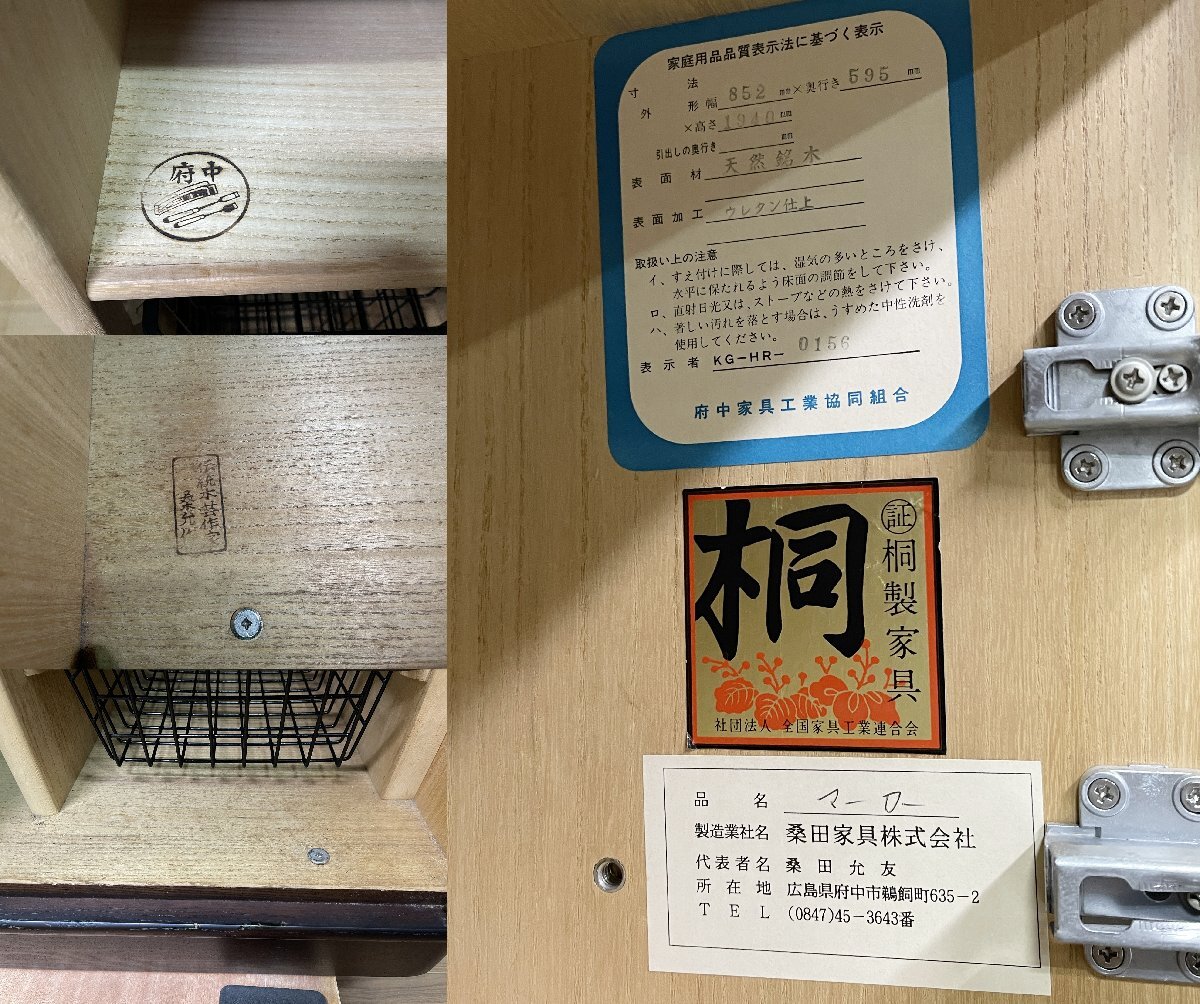 府中
伝統木芸作家
家庭用品品質表示法に基づく表示
寸法
外形幅 852 mm×奥行き 595 mm
×高さ 1940 mm
引出しの奥行き mm
表面材 天然銘木
表面加工 ウレタン仕上
取扱い上の注意
イ、すえ付けに際しては、湿気の多いところをさけ、
水平に保たれるよう床面の調節をして下さい。
ロ、直射日光又は、ストーブなどの熱をさけて下さい。
ハ、著しい汚れを落とす場合は、うすめた中性洗剤を
使用してください。
表示者 KG-HR- 0156
府中家具工業協同組合
桐
証
桐製家具
社団法人 全国家具工業連合会
品名 マーロー
製造業社名 桑田家具株式会社
代表者名 桑田允友
所在地 広島県府中市鵜飼町635-2
TEL (0847)45-3643番